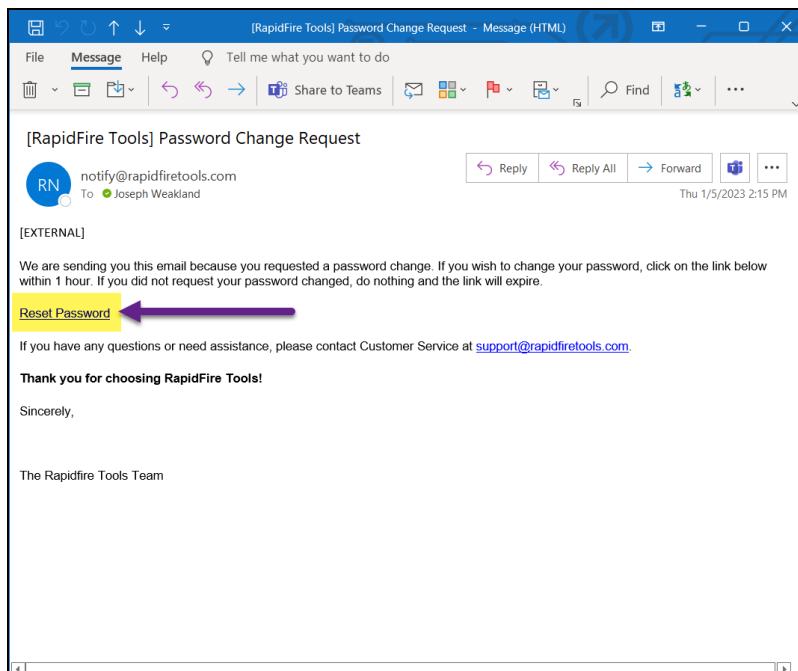 [RapidFire Tools] Password Change Request - Message (HTML)
File Message Help Tell me what you want to do
Share to Teams Find
[RapidFire Tools] Password Change Request
RN
notify@rapidfiretools.com
To Joseph Weakland
Reply Reply All Forward
Thu 1/5/2023 2:15 PM
[EXTERNAL]
We are sending you this email because you requested a password change. If you wish to change your password, click on the link below
within 1 hour. If you did not request your password changed, do nothing and the link will expire.
Reset Password
If you have any questions or need assistance, please contact Customer Service at support@rapidfiretools.com.
Thank you for choosing RapidFire Tools!
Sincerely,
The Rapidfire Tools Team